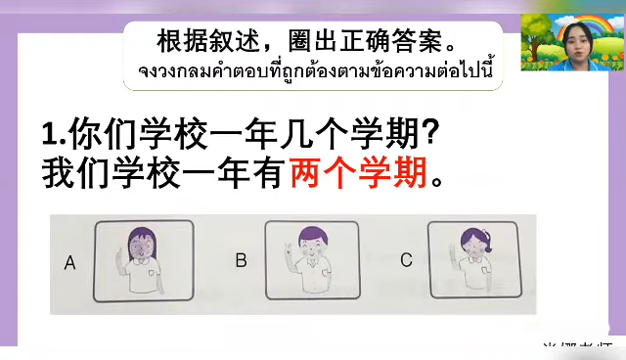 根据叙述，圈出正确答案。
จงวงกลมคำตอบที่ถูกต้องตามข้อความต่อไปนี้
1.你们学校一年几个学期？
我们学校一年有两个学期。
A
B
C